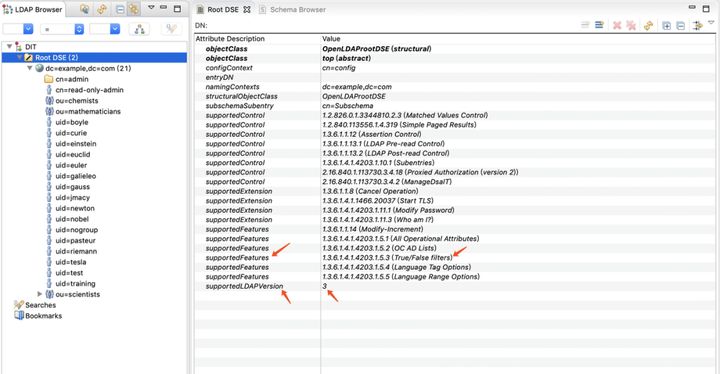 LDAP Browser
=
DIT
Root DSE (2)
dc=example,dc=com (21)
cn=admin
cn=read-only-admin
ou=chemists
ou=mathematicians
uid=boyle
uid=curie
uid=einstein
uid=euclid
uid=euler
uid=galieleo
uid=gauss
uid=jmacy
uid=newton
uid=nobel
uid=nogroup
uid=pasteur
uid=riemann
uid=tesla
uid=test
uid=training
ou=scientists
Searches
Bookmarks
Root DSE
Schema Browser
DN:
Attribute Description Value
objectClass OpenLDAProotDSE (structural)
objectClass top (abstract)
configContext cn=config
entryDN
namingContexts dc=example,dc=com
structuralObjectClass OpenLDAProotDSE
subschemaSubentry cn=Subschema
supportedControl 1.2.826.0.1.3344810.2.3 (Matched Values Control)
supportedControl 1.2.840.113556.1.4.319 (Simple Paged Results)
supportedControl 1.3.6.1.1.12 (Assertion Control)
supportedControl 1.3.6.1.1.13.1 (LDAP Pre-read Control)
supportedControl 1.3.6.1.1.13.2 (LDAP Post-read Control)
supportedControl 1.3.6.1.4.1.4203.1.10.1 (Subentries)
supportedControl 2.16.840.1.113730.3.4.18 (Proxied Authorization (version 2))
supportedControl 2.16.840.1.113730.3.4.2 (ManageDsaIT)
supportedExtension 1.3.6.1.1.8 (Cancel Operation)
supportedExtension 1.3.6.1.4.1.1466.20037 (Start TLS)
supportedExtension 1.3.6.1.4.1.4203.1.11.1 (Modify Password)
supportedExtension 1.3.6.1.4.1.4203.1.11.3 (Who am I?)
supportedFeatures 1.3.6.1.1.14 (Modify-Increment)
supportedFeatures 1.3.6.1.4.1.4203.1.5.1 (All Operational Attributes)
supportedFeatures 1.3.6.1.4.1.4203.1.5.2 (OC AD Lists)
supportedFeatures 1.3.6.1.4.1.4203.1.5.3 (True/False filters)
supportedFeatures 1.3.6.1.4.1.4203.1.5.4 (Language Tag Options)
supportedFeatures 1.3.6.1.4.1.4203.1.5.5 (Language Range Options)
supportedLDAPVersion 3